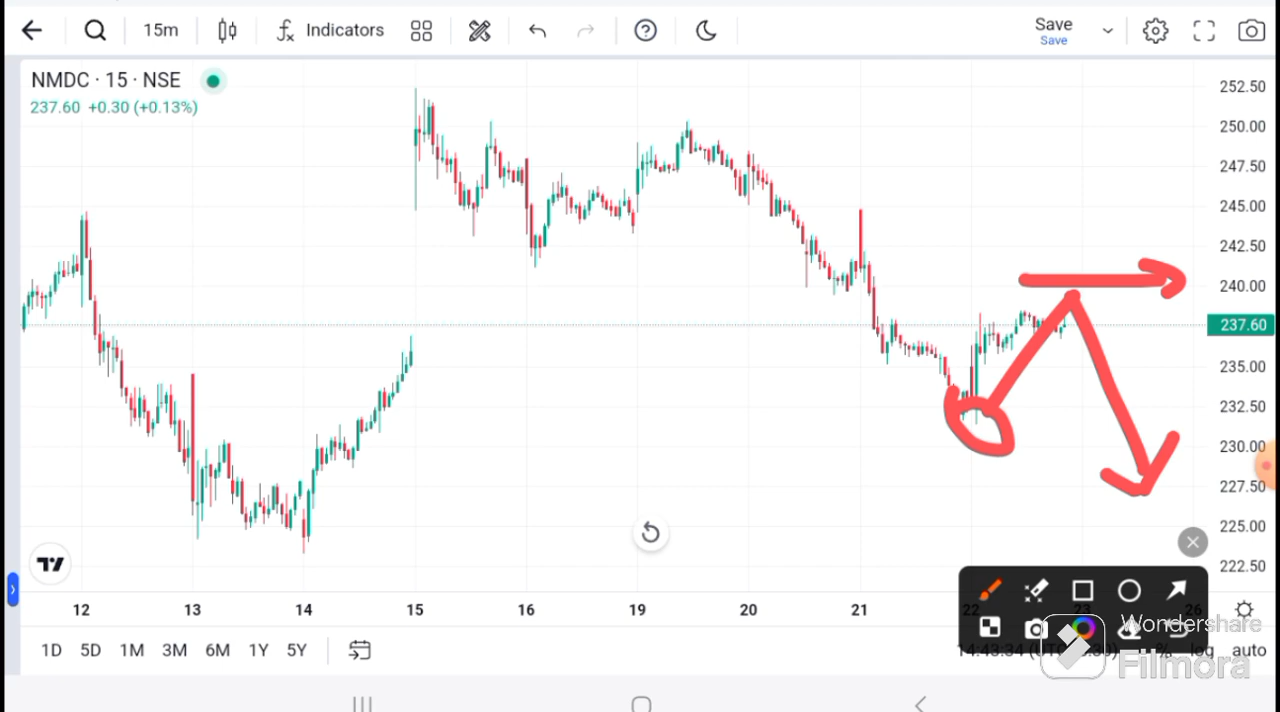 15m Indicators Save
Save
NMDC · 15 · NSE
237.60 +0.30 (+0.13%)
252.50
250.00
247.50
245.00
242.50
240.00
237.60
235.00
232.50
230.00
227.50
225.00
222.50
12 13 14 15 16 19 20 21 22 23 26
1D 5D 1M 3M 6M 1Y 5Y
% log auto
Wondershare
Filmora